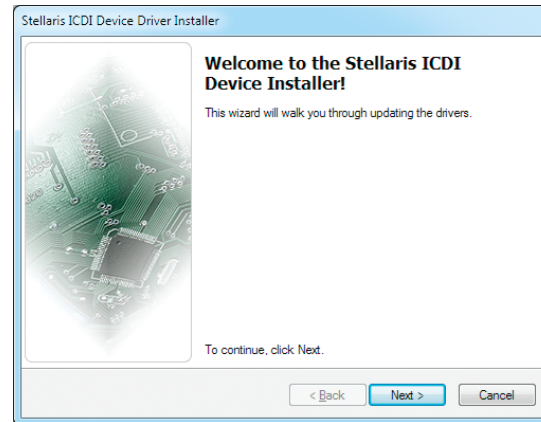 Stellaris ICDI Device Driver Installer
Welcome to the Stellaris ICDI
Device Installer!
This wizard will walk you through updating the drivers.
To continue, click Next.
< Back
Next >
Cancel